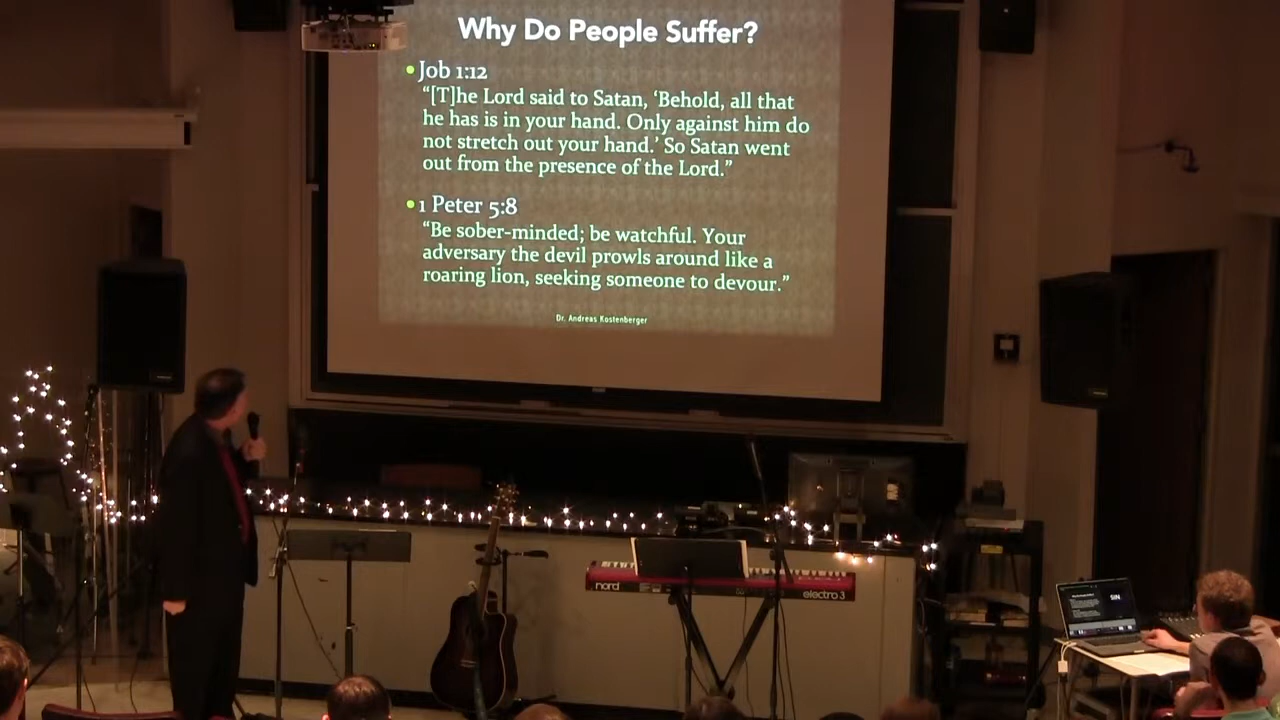 Why Do People Suffer?
• Job 1:12
“[T]he Lord said to Satan, ‘Behold, all that
he has is in your hand. Only against him do
not stretch out your hand.’ So Satan went
out from the presence of the Lord.”
• 1 Peter 5:8
“Be sober-minded; be watchful. Your
adversary the devil prowls around like a
roaring lion, seeking someone to devour.”
Dr. Andreas Kostenberger
nord
electro 3
SIN